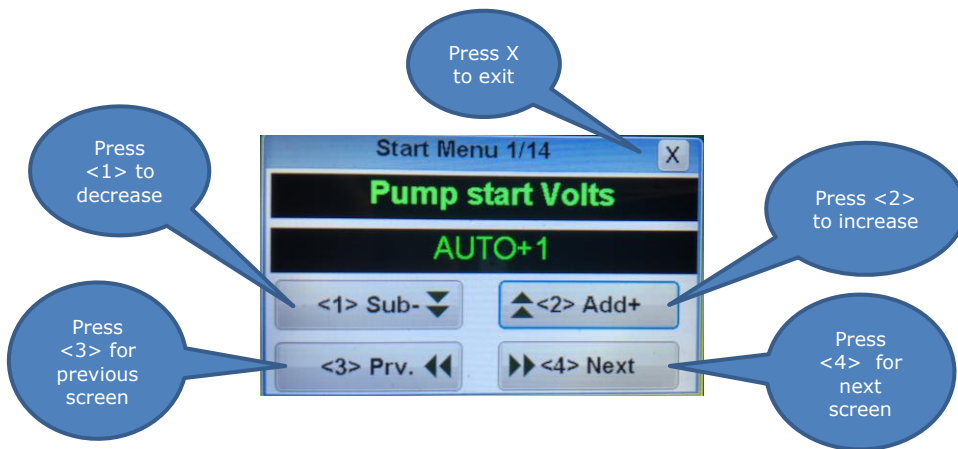 Press X
to exit
Press
<1> to
decrease
Start Menu 1/14
X
Pump start Volts
Press <2>
to increase
AUTO+1
<1> Sub-
<2> Add+
Press
<3> for
previous
screen
<3> Prv.
<4> Next
Press
<4> for
next
screen